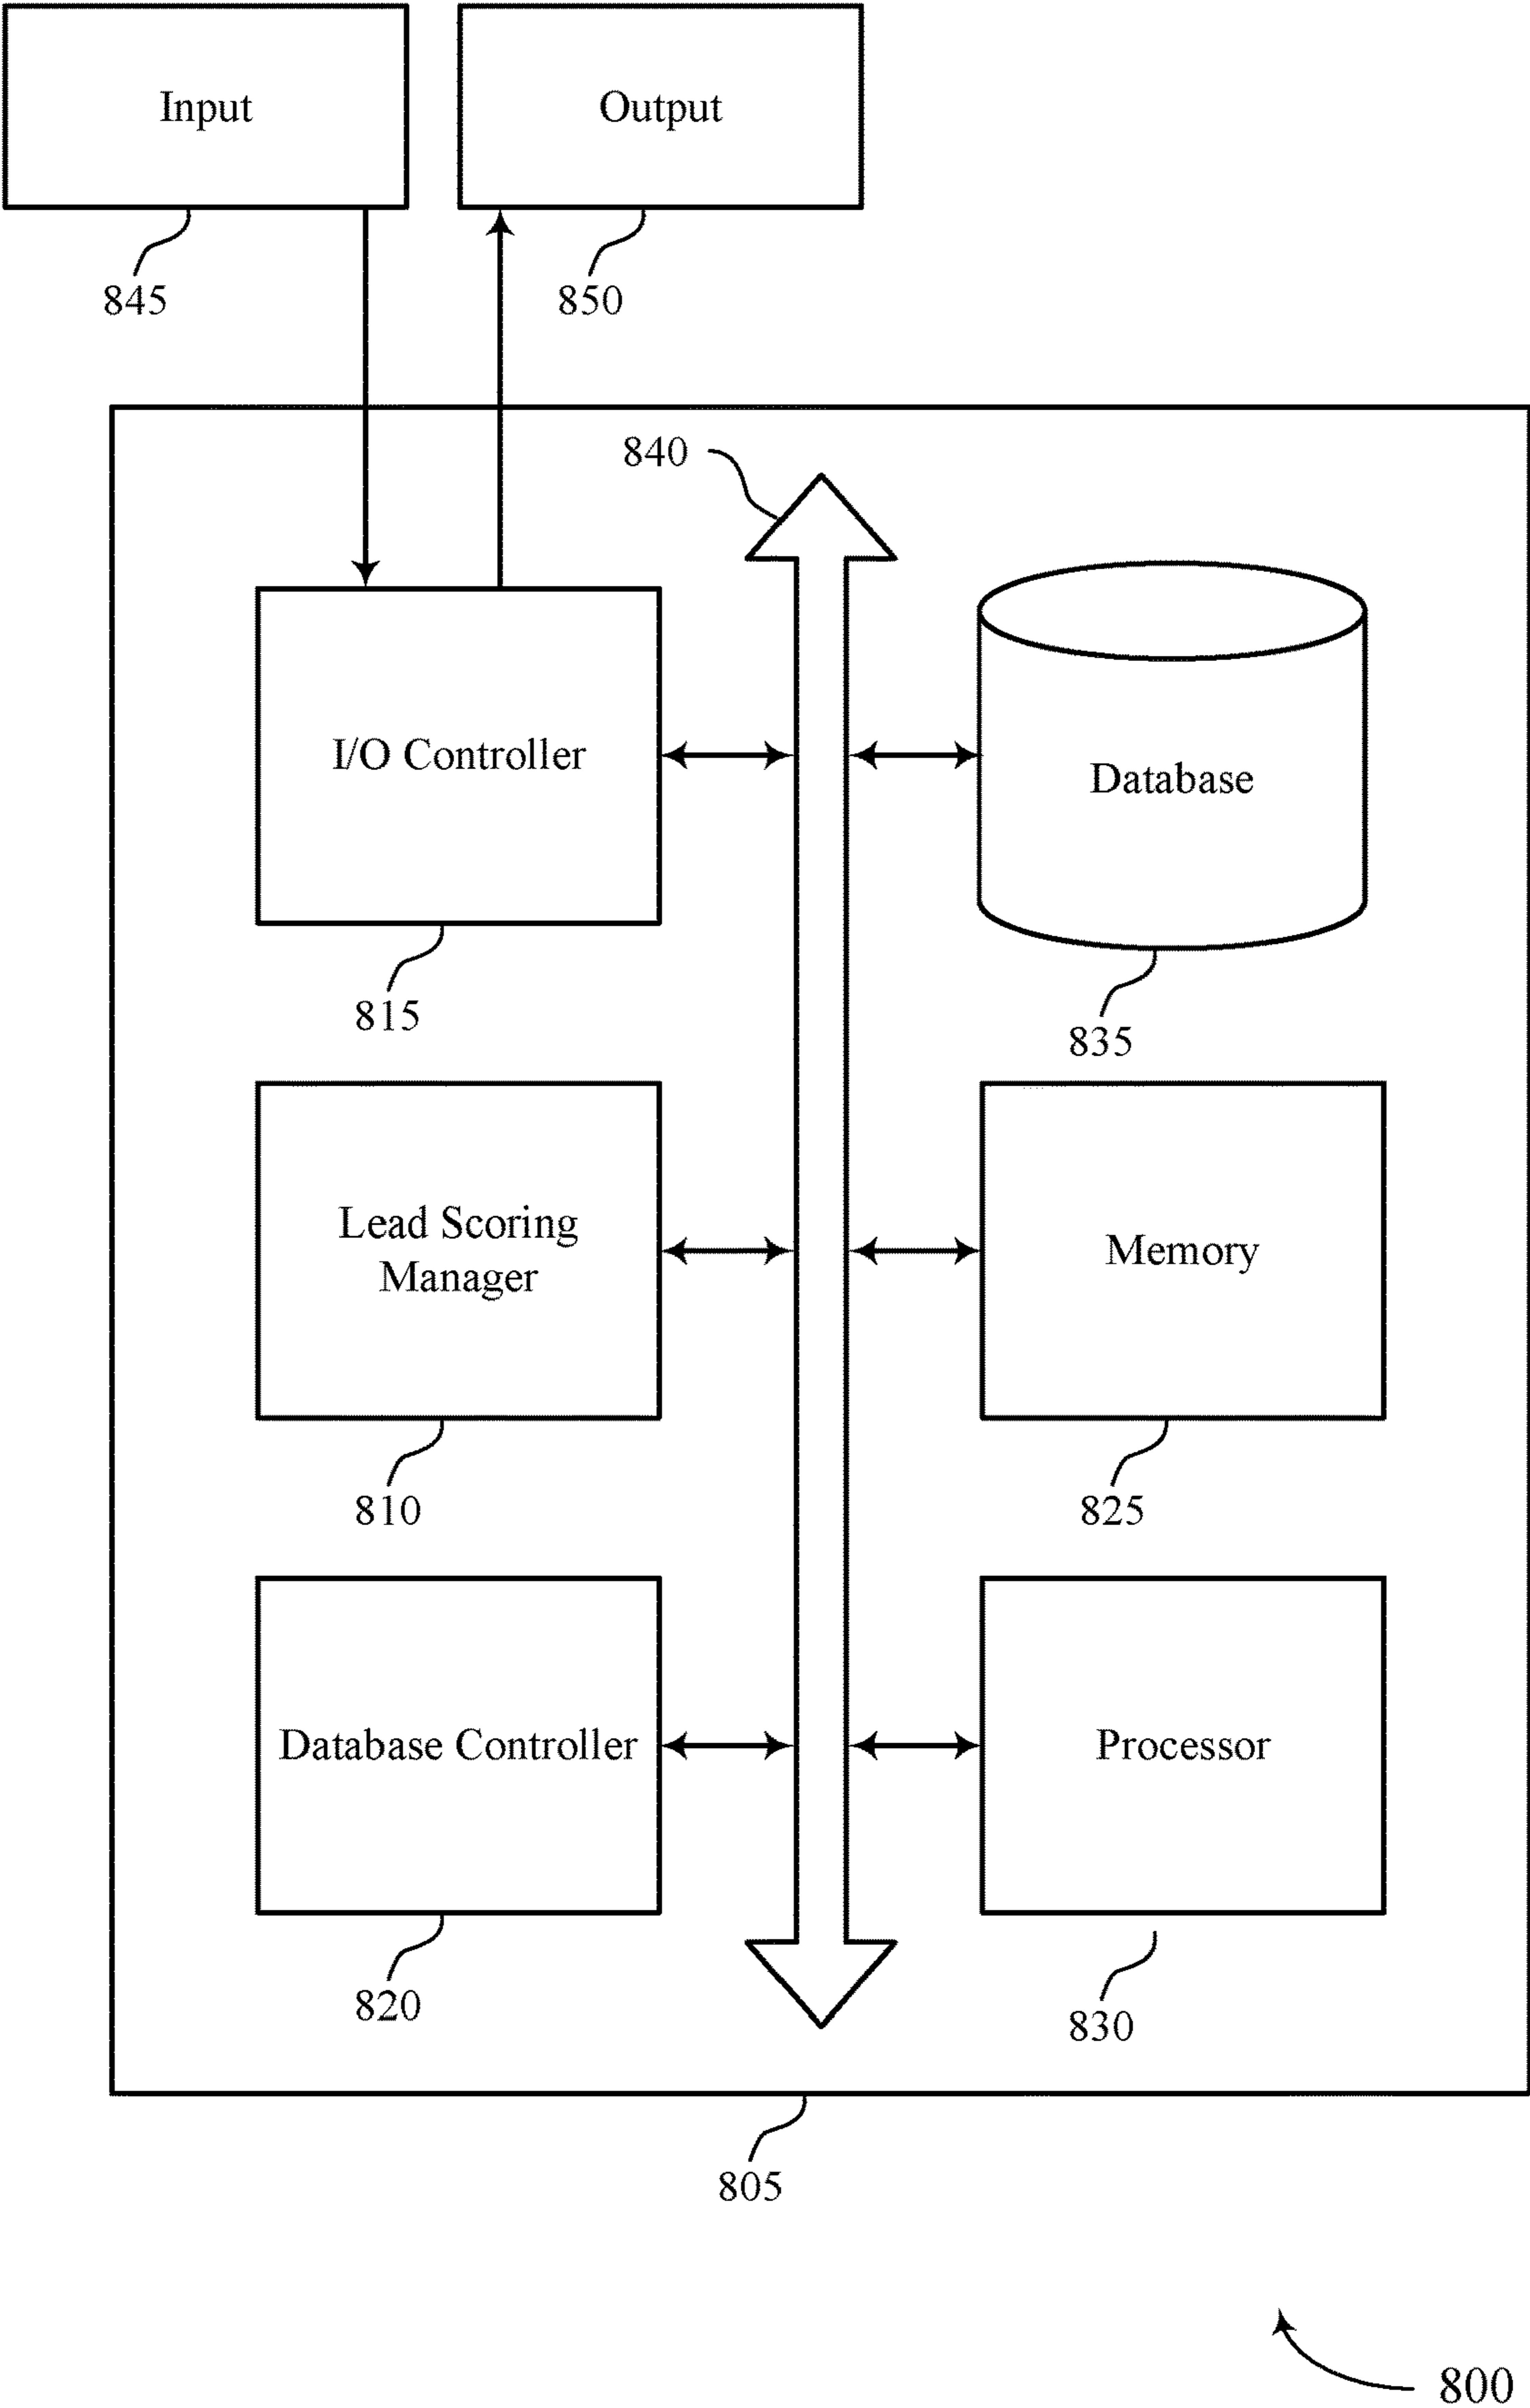 Input
Output
845
850
840
I/O Controller
Database
815
835
Lead Scoring
Manager
Memory
810
825
Database Controller
Processor
820
830
805
800